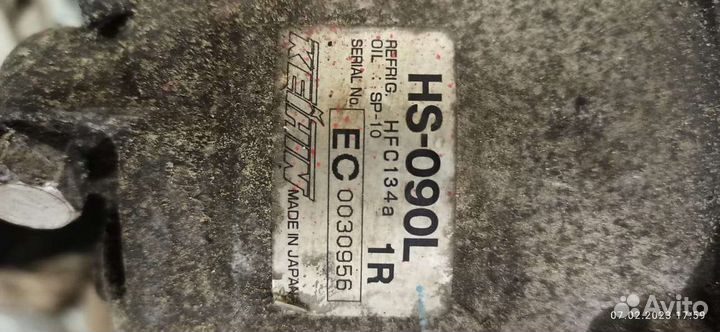 HS-090L 1R
REFRIG. HFC134a
OIL : SP-10
SERIAL No. EC 0030956
KEIHIN MADE IN JAPAN
07.02.2023 17:59
Avito